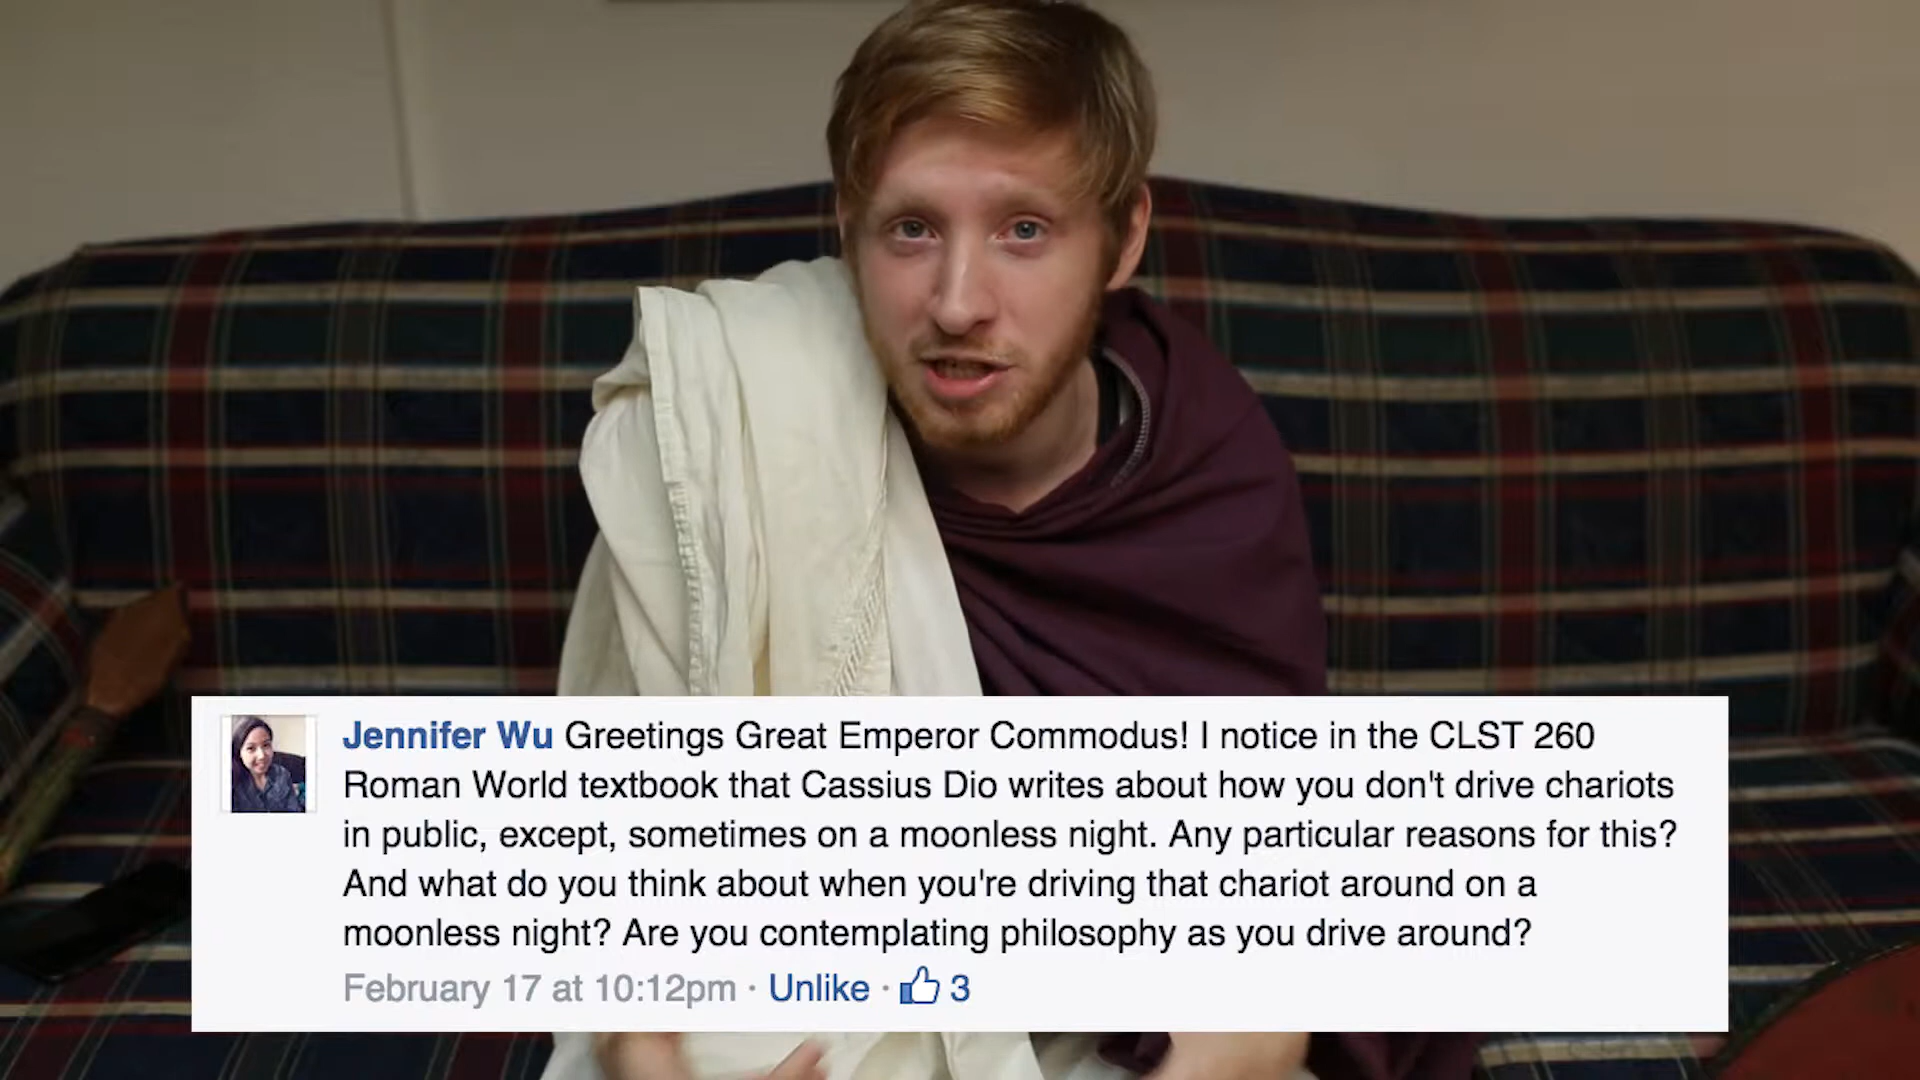 Jennifer Wu Greetings Great Emperor Commodus! I notice in the CLST 260
Roman World textbook that Cassius Dio writes about how you don't drive chariots
in public, except, sometimes on a moonless night. Any particular reasons for this?
And what do you think about when you're driving that chariot around on a
moonless night? Are you contemplating philosophy as you drive around?
February 17 at 10:12pm · Unlike · 3